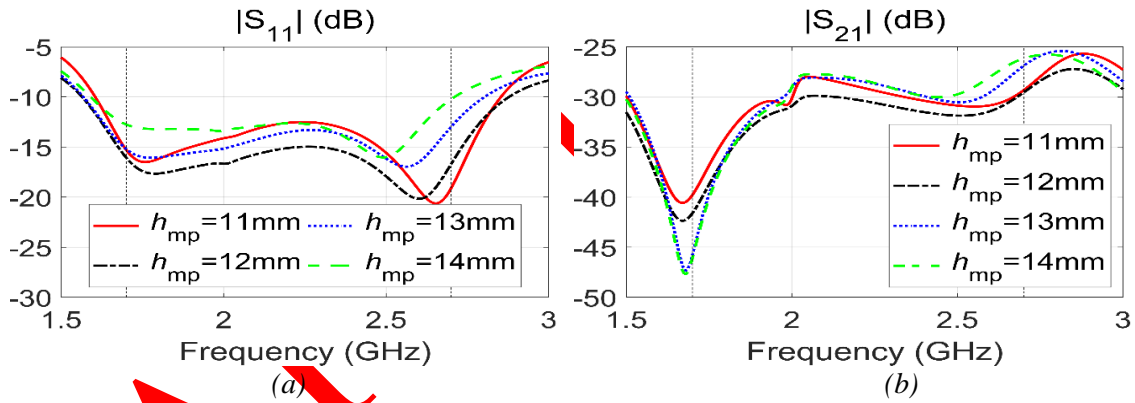 |S11| (dB)
-5
-10
-15
-20
-25
-30
1.5 2 2.5 3
Frequency (GHz)
hmp=11mm hmp=13mm
hmp=12mm hmp=14mm
(a)
|S21| (dB)
-25
-30
-35
-40
-45
-50
1.5 2 2.5 3
Frequency (GHz)
hmp=11mm
hmp=12mm
hmp=13mm
hmp=14mm
(b)